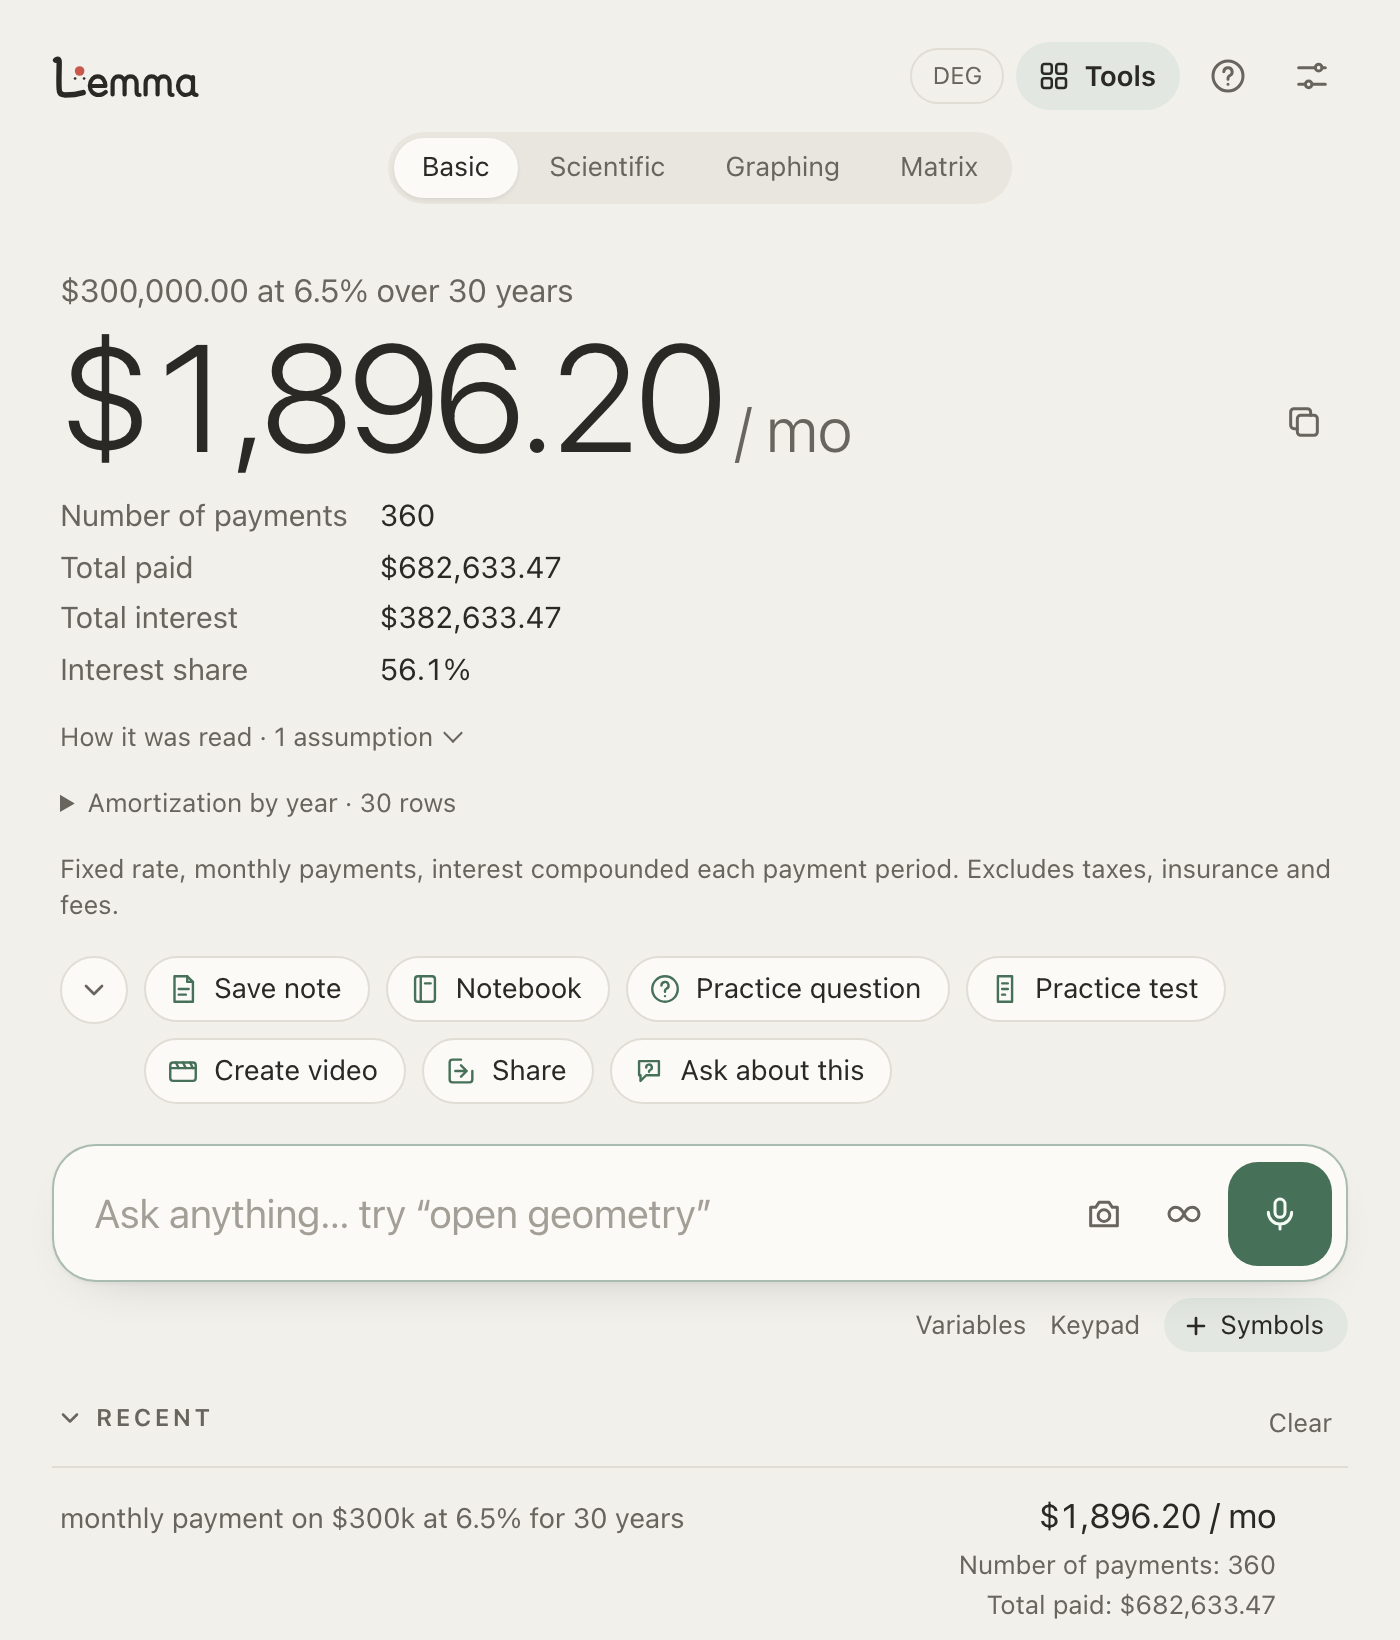 Lemma
DEG
Tools
Basic
Scientific
Graphing
Matrix
$300,000.00 at 6.5% over 30 years
$1,896.20 / mo
Number of payments 360
Total paid $682,633.47
Total interest $382,633.47
Interest share 56.1%
How it was read · 1 assumption
Amortization by year · 30 rows
Fixed rate, monthly payments, interest compounded each payment period. Excludes taxes, insurance and
fees.
Save note
Notebook
Practice question
Practice test
Create video
Share
Ask about this
Ask anything... try “open geometry”
Variables
Keypad
+ Symbols
RECENT
Clear
monthly payment on $300k at 6.5% for 30 years
$1,896.20 / mo
Number of payments: 360
Total paid: $682,633.47